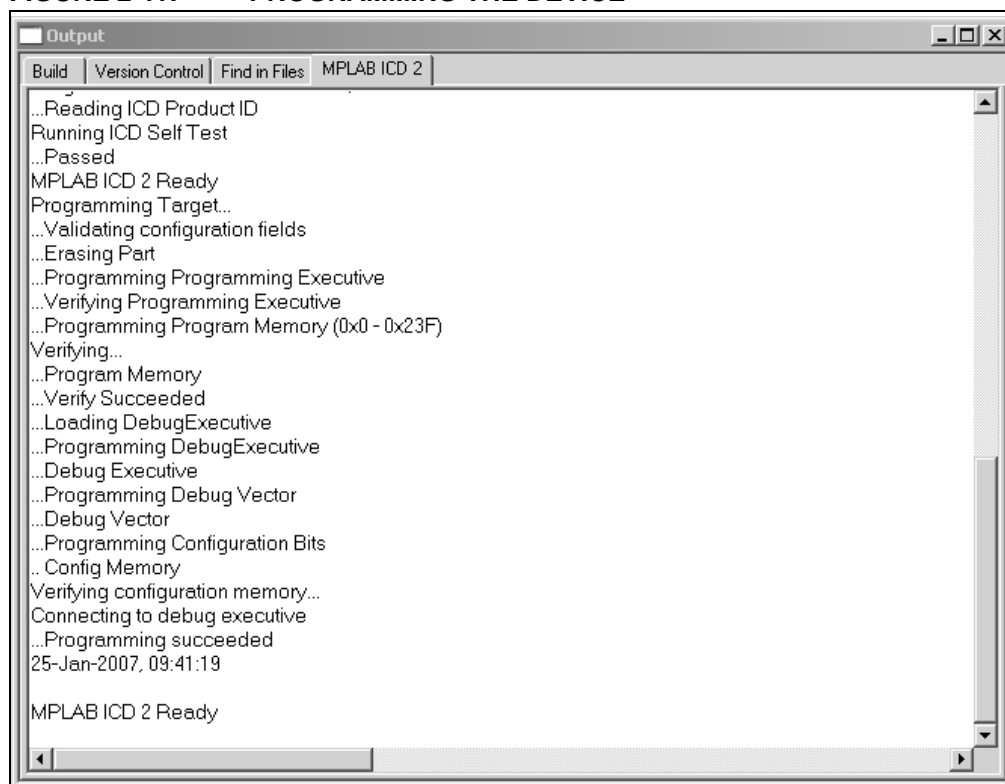 PROGRAMMING THE DEVICE
Output
Build Version Control Find in Files MPLAB ICD 2
...Reading ICD Product ID
Running ICD Self Test
...Passed
MPLAB ICD 2 Ready
Programming Target...
...Validating configuration fields
...Erasing Part
...Programming Programming Executive
...Verifying Programming Executive
...Programming Program Memory (0x0 - 0x23F)
Verifying...
...Program Memory
...Verify Succeeded
...Loading DebugExecutive
...Programming DebugExecutive
...Debug Executive
...Programming Debug Vector
...Debug Vector
...Programming Configuration Bits
.. Config Memory
Verifying configuration memory...
Connecting to debug executive
...Programming succeeded
25-Jan-2007, 09:41:19
MPLAB ICD 2 Ready